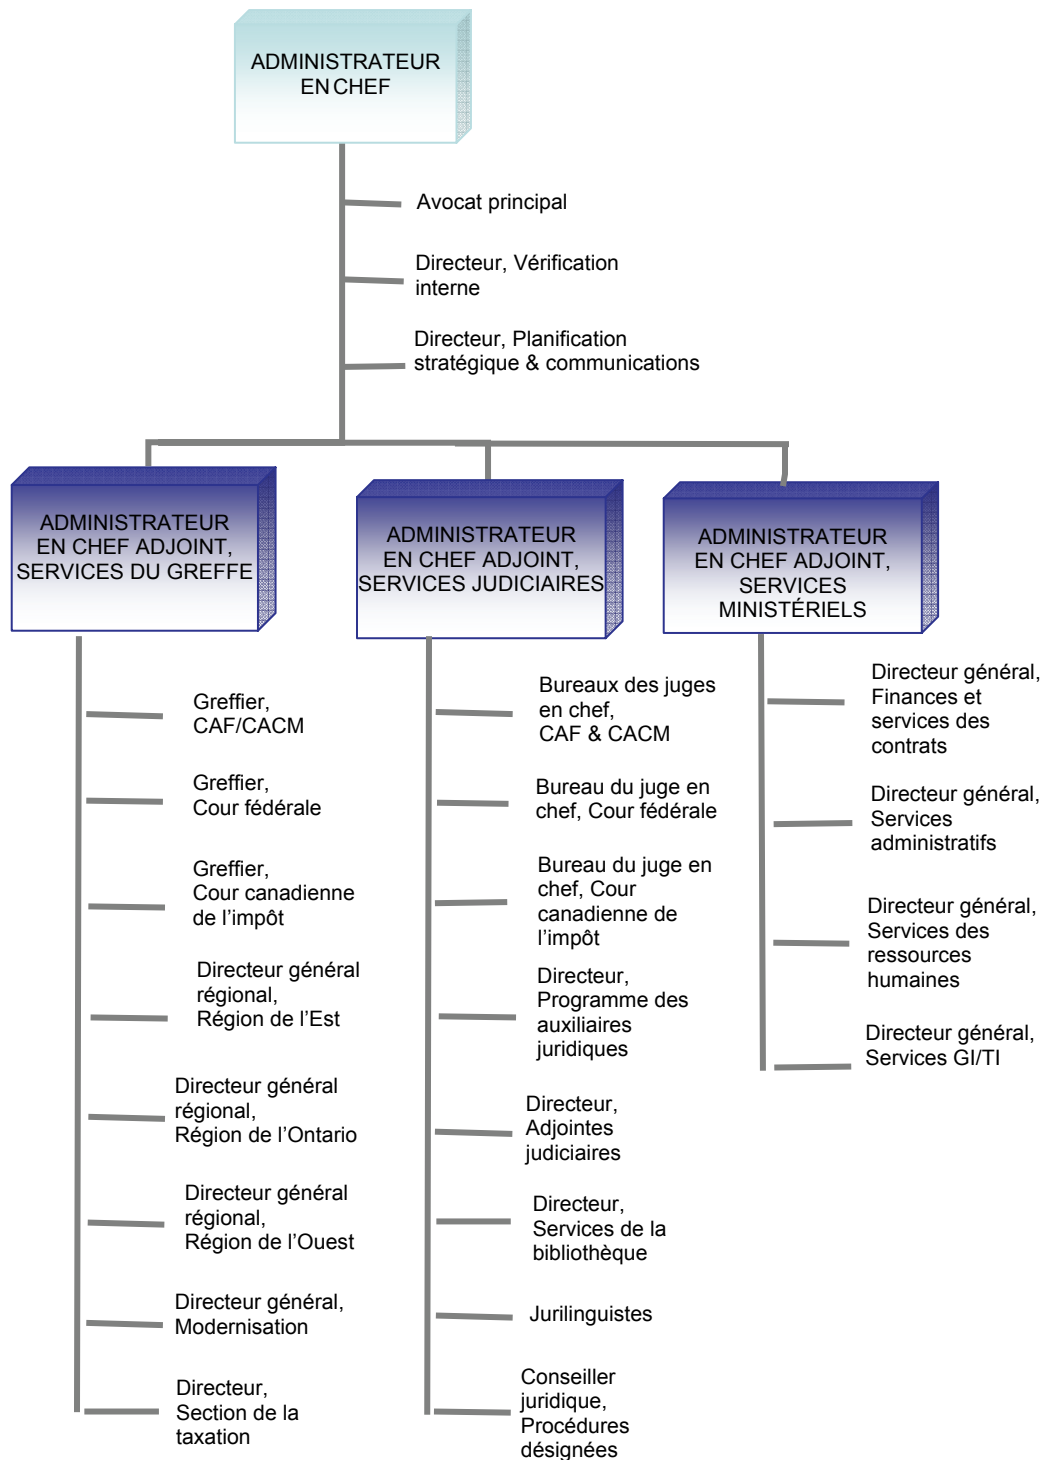 ADMINISTRATEUR
EN CHEF
Avocat principal
Directeur, Vérification
interne
Directeur, Planification
stratégique & communications
ADMINISTRATEUR
EN CHEF ADJOINT,
SERVICES DU GREFFE
Greffier,
CAF/CACM
Greffier,
Cour fédérale
Greffier,
Cour canadienne
de l’impôt
Directeur général
régional,
Région de l’Est
Directeur général
régional,
Région de l’Ontario
Directeur général
régional,
Région de l’Ouest
Directeur général,
Modernisation
Directeur,
Section de la
taxation
ADMINISTRATEUR
EN CHEF ADJOINT,
SERVICES JUDICIAIRES
Bureaux des juges
en chef,
CAF & CACM
Bureau du juge en
chef, Cour fédérale
Bureau du juge en
chef, Cour
canadienne de
l’impôt
Directeur,
Programme des
auxiliaires
juridiques
Directeur,
Adjointes
judiciaires
Directeur,
Services de la
bibliothèque
Jurilinguistes
Conseiller
juridique,
Procédures
désignées
ADMINISTRATEUR
EN CHEF ADJOINT,
SERVICES
MINISTÉRIELS
Directeur général,
Finances et
services des
contrats
Directeur général,
Services
administratifs
Directeur général,
Services des
ressources
humaines
Directeur général,
Services GI/TI